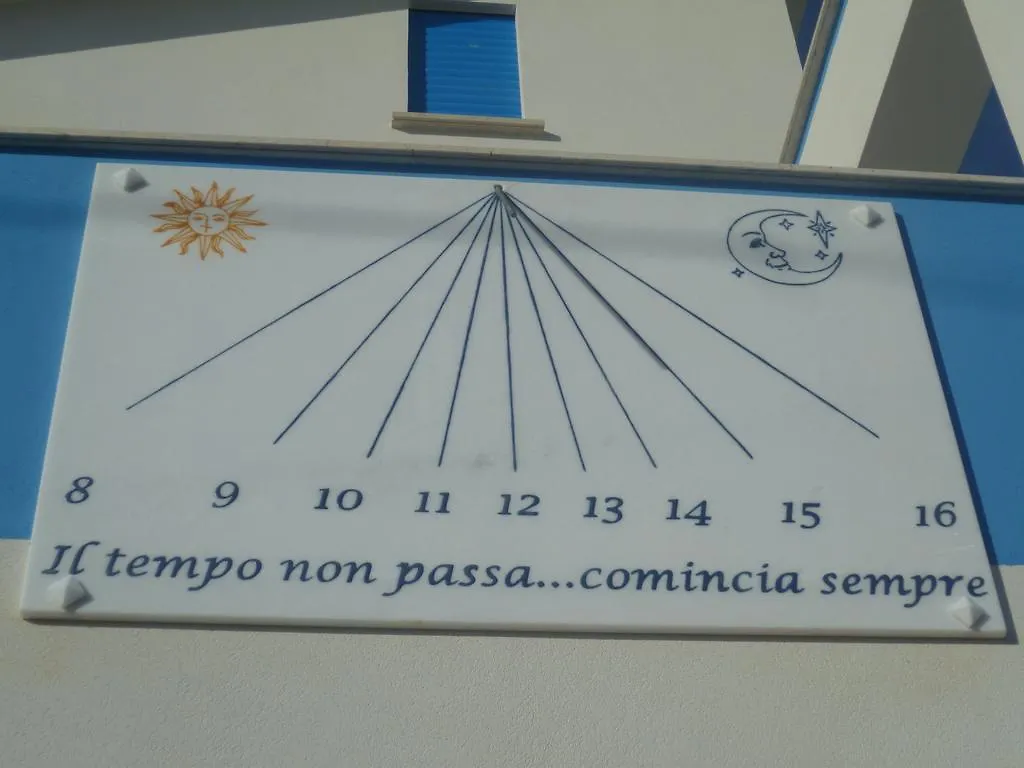 8 9 10 11 12 13 14 15 16
Il tempo non passa...comincia sempre